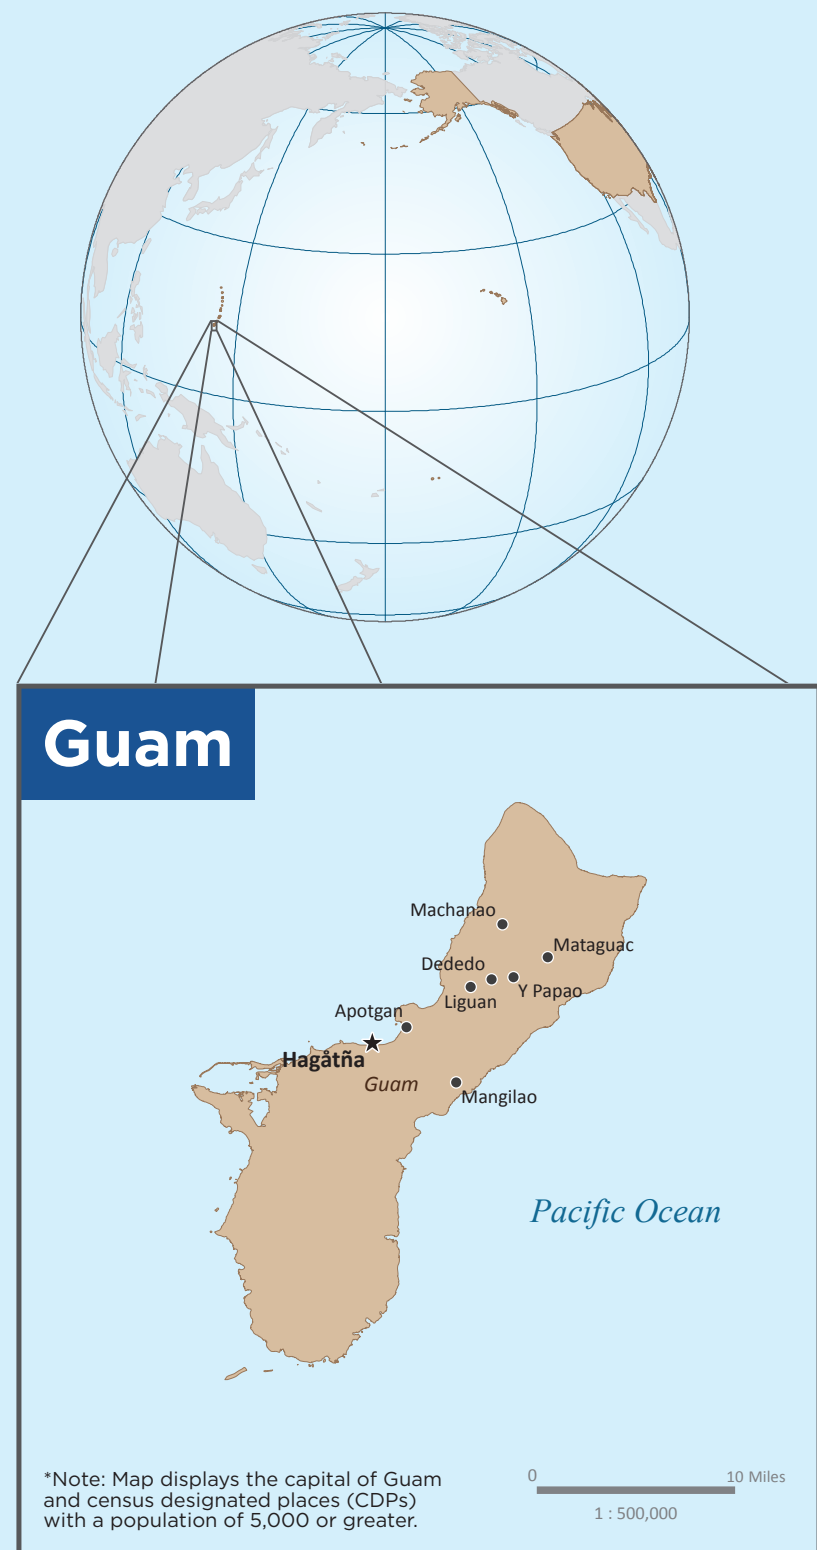 Guam
Machanao
Mataguac
Dededo
Y Papao
Liguan
Apotgan
Hagåtña
Guam
Mangilao
Pacific Ocean
*Note: Map displays the capital of Guam
and census designated places (CDPs)
with a population of 5,000 or greater.
0 10 Miles
1 : 500,000